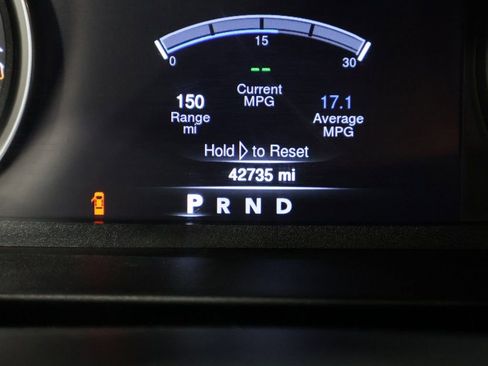 0 15 30
--
150 Current 17.1
Range MPG Average
mi MPG
Hold ▷ to Reset
42735 mi
P R N D